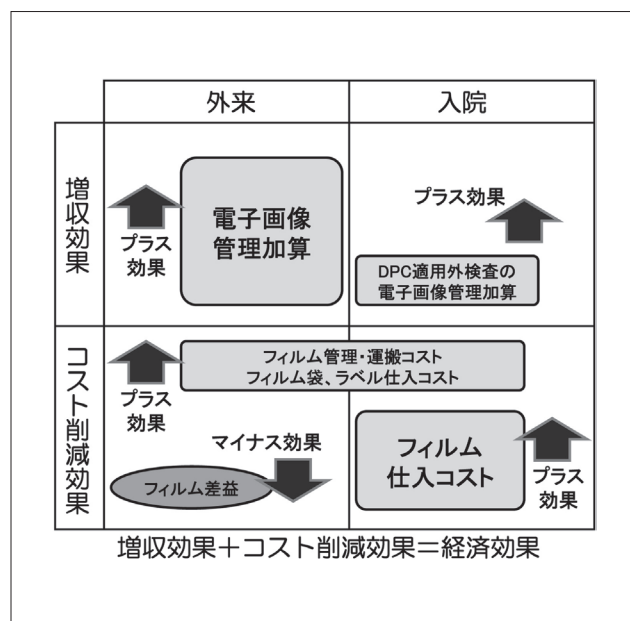 外来
入院
増収効果
プラス
効果
電子画像
管理加算
プラス効果
DPC適用外検査の
電子画像管理加算
コスト削減効果
プラス
効果
フィルム管理・運搬コスト
フィルム袋、ラベル仕入コスト
マイナス効果
フィルム差益
フィルム
仕入コスト
プラス
効果
増収効果＋コスト削減効果＝経済効果